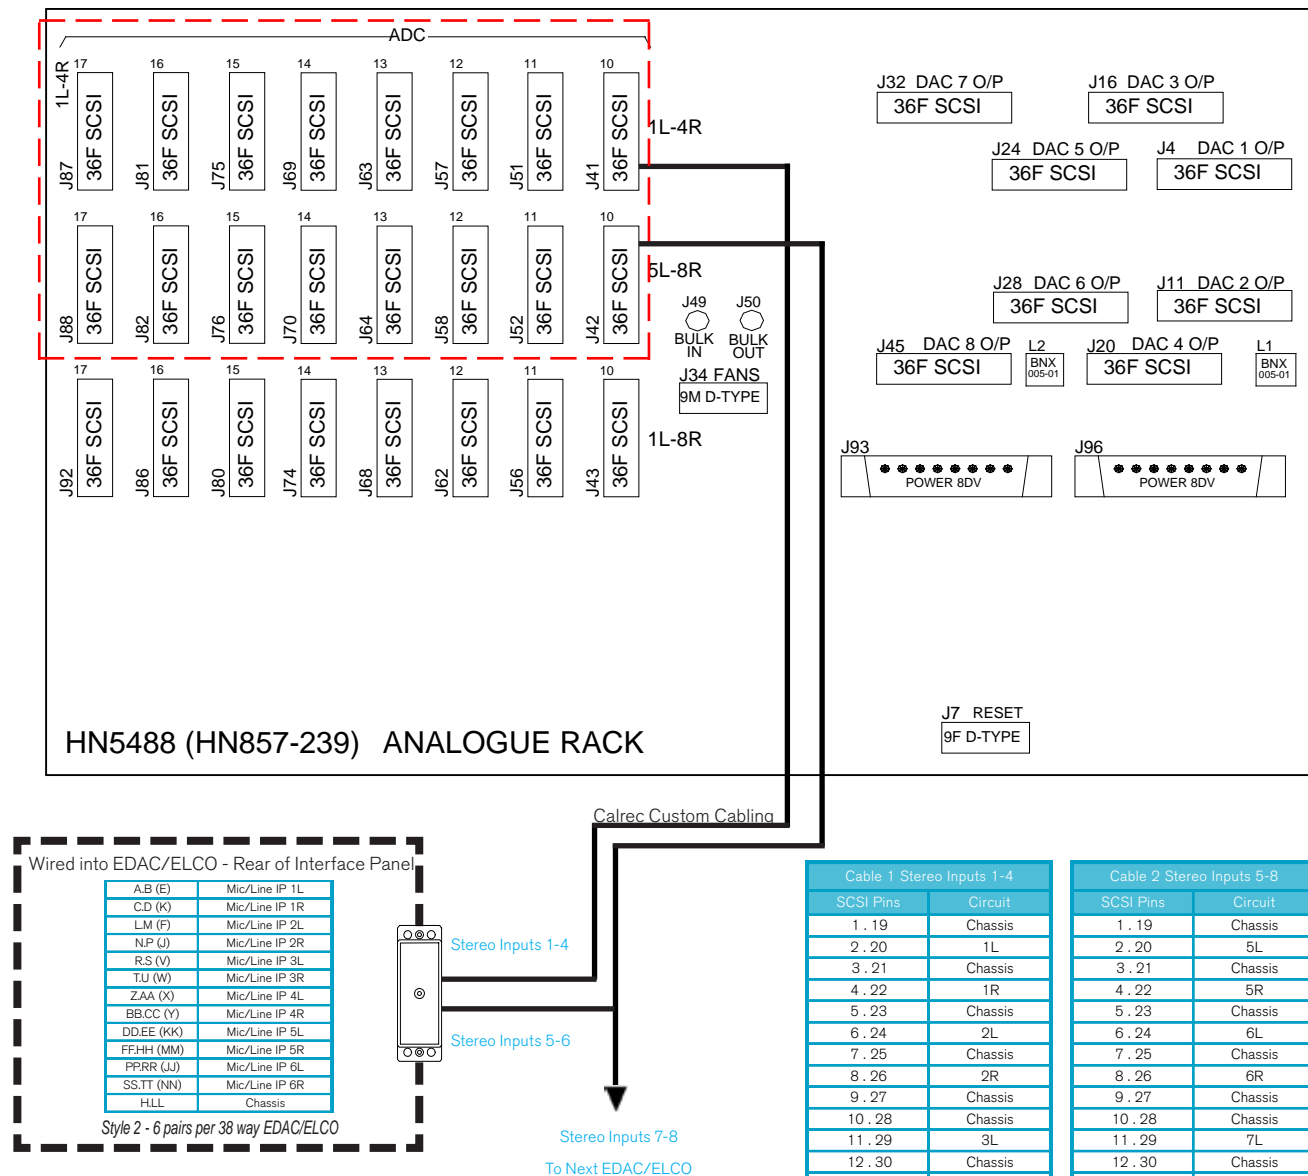 ADC
1L-4R
17 16 15 14 13 12 11 10
J87 36F SCSI
J81 36F SCSI
J75 36F SCSI
J69 36F SCSI
J63 36F SCSI
J57 36F SCSI
J51 36F SCSI
J41 36F SCSI
1L-4R
17 16 15 14 13 12 11 10
J88 36F SCSI
J82 36F SCSI
J76 36F SCSI
J70 36F SCSI
J64 36F SCSI
J58 36F SCSI
J52 36F SCSI
J42 36F SCSI
5L-8R
17 16 15 14 13 12 11 10
J92 36F SCSI
J86 36F SCSI
J80 36F SCSI
J74 36F SCSI
J68 36F SCSI
J62 36F SCSI
J56 36F SCSI
J43 36F SCSI
1L-8R
J49
BULK
IN
J50
BULK
OUT
J34 FANS
9M D-TYPE
J32 DAC 7 O/P
36F SCSI
J16 DAC 3 O/P
36F SCSI
J24 DAC 5 O/P
36F SCSI
J4 DAC 1 O/P
36F SCSI
J28 DAC 6 O/P
36F SCSI
J11 DAC 2 O/P
36F SCSI
J45 DAC 8 O/P
36F SCSI
L2
BNX
005-01
J20 DAC 4 O/P
36F SCSI
L1
BNX
005-01
J93
POWER 8DV
J96
POWER 8DV
J7 RESET
9F D-TYPE
HN5488 (HN857-239) ANALOGUE RACK
Calrec Custom Cabling
Wired into EDAC/ELCO - Rear of Interface Panel
A.B (E) Mic/Line IP 1L
C.D (K) Mic/Line IP 1R
L.M (F) Mic/Line IP 2L
N.P (J) Mic/Line IP 2R
R.S (V) Mic/Line IP 3L
T.U (W) Mic/Line IP 3R
Z.AA (X) Mic/Line IP 4L
BB.CC (Y) Mic/Line IP 4R
DD.EE (KK) Mic/Line IP 5L
FF.HH (MM) Mic/Line IP 5R
PP.RR (JJ) Mic/Line IP 6L
SS.TT (NN) Mic/Line IP 6R
H.LL Chassis
Style 2 - 6 pairs per 38 way EDAC/ELCO
Stereo Inputs 1-4
Stereo Inputs 5-6
Stereo Inputs 7-8
To Next EDAC/ELCO
Cable 1 Stereo Inputs 1-4
SCSI Pins Circuit
1 . 19 Chassis
2 . 20 1L
3 . 21 Chassis
4 . 22 1R
5 . 23 Chassis
6 . 24 2L
7 . 25 Chassis
8 . 26 2R
9 . 27 Chassis
10 . 28 Chassis
11 . 29 3L
12 . 30 Chassis
Cable 2 Stereo Inputs 5-8
SCSI Pins Circuit
1 . 19 Chassis
2 . 20 5L
3 . 21 Chassis
4 . 22 5R
5 . 23 Chassis
6 . 24 6L
7 . 25 Chassis
8 . 26 6R
9 . 27 Chassis
10 . 28 Chassis
11 . 29 7L
12 . 30 Chassis